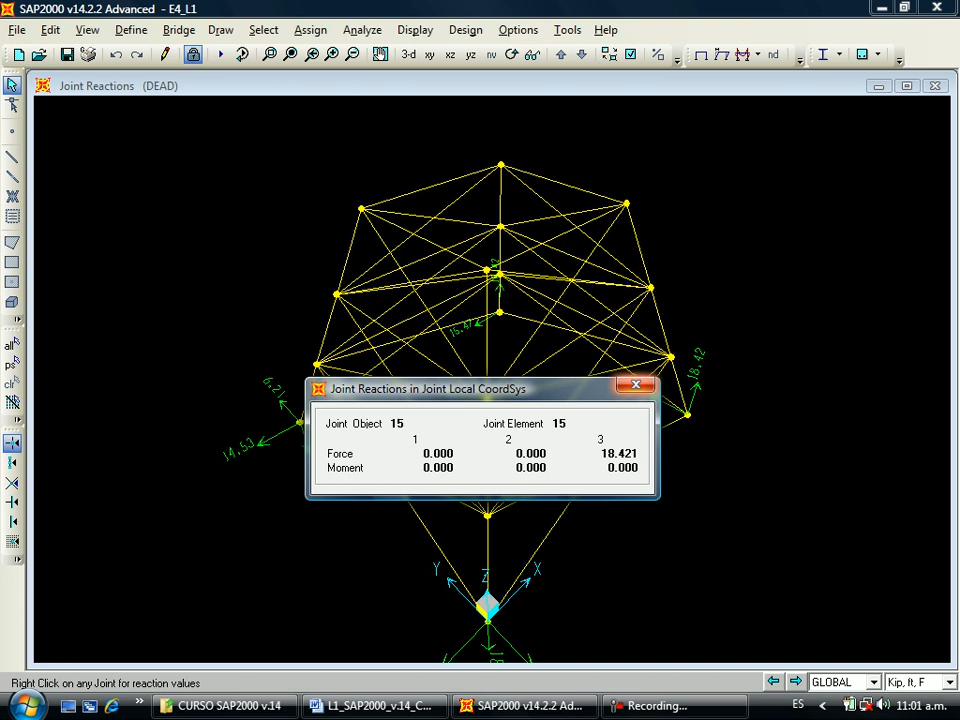 SAP2000 v14.2.2 Advanced - E4_L1
File Edit View Define Bridge Draw Select Assign Analyze Display Design Options Tools Help
3-d xy xz yz nv nd
Joint Reactions (DEAD)
15.47
18.42
6.21
14.53
all
ps
clr
Joint Reactions in Joint Local CoordSys
Joint Object 15 Joint Element 15
1 2 3
Force 0.000 0.000 18.421
Moment 0.000 0.000 0.000
Y Z X
Right Click on any Joint for reaction values
GLOBAL Kip, ft, F
CURSO SAP2000 v.14 L1_SAP2000_v.14_C... SAP2000 v14.2.2 Ad... Recording... ES 11:01 a.m.